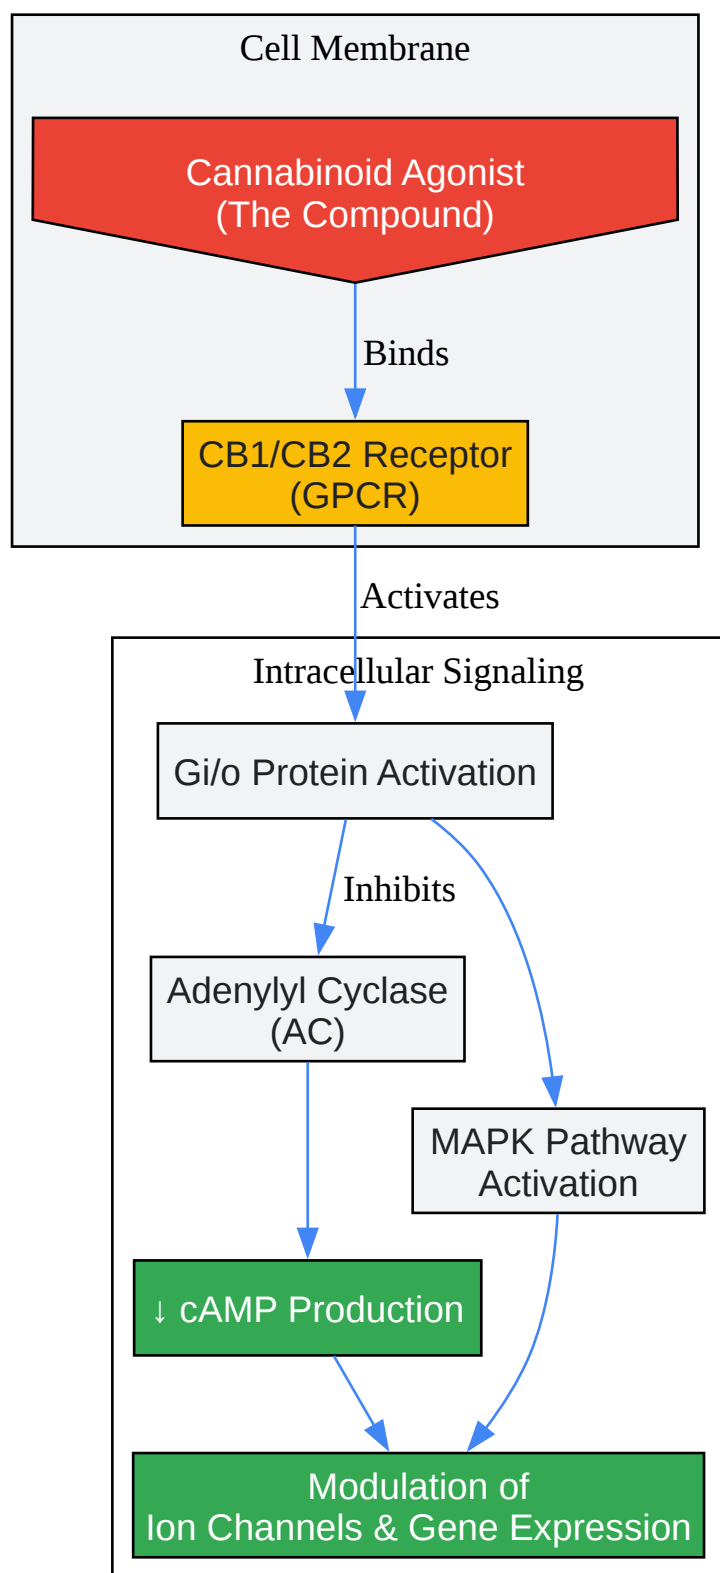 Cell Membrane
Cannabinoid Agonist
(The Compound)
Binds
CB1/CB2 Receptor
(GPCR)
Activates
Intracellular Signaling
Gi/o Protein Activation
Inhibits
Adenylyl Cyclase
(AC)
MAPK Pathway
Activation
↓ cAMP Production
Modulation of
Ion Channels & Gene Expression